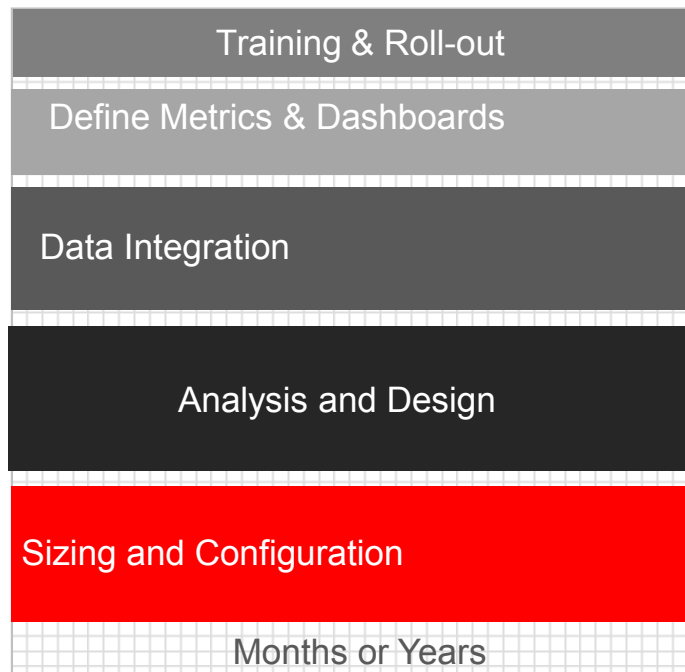 Training & Roll-out
Define Metrics & Dashboards
Data Integration
Analysis and Design
Sizing and Configuration
Months or Years